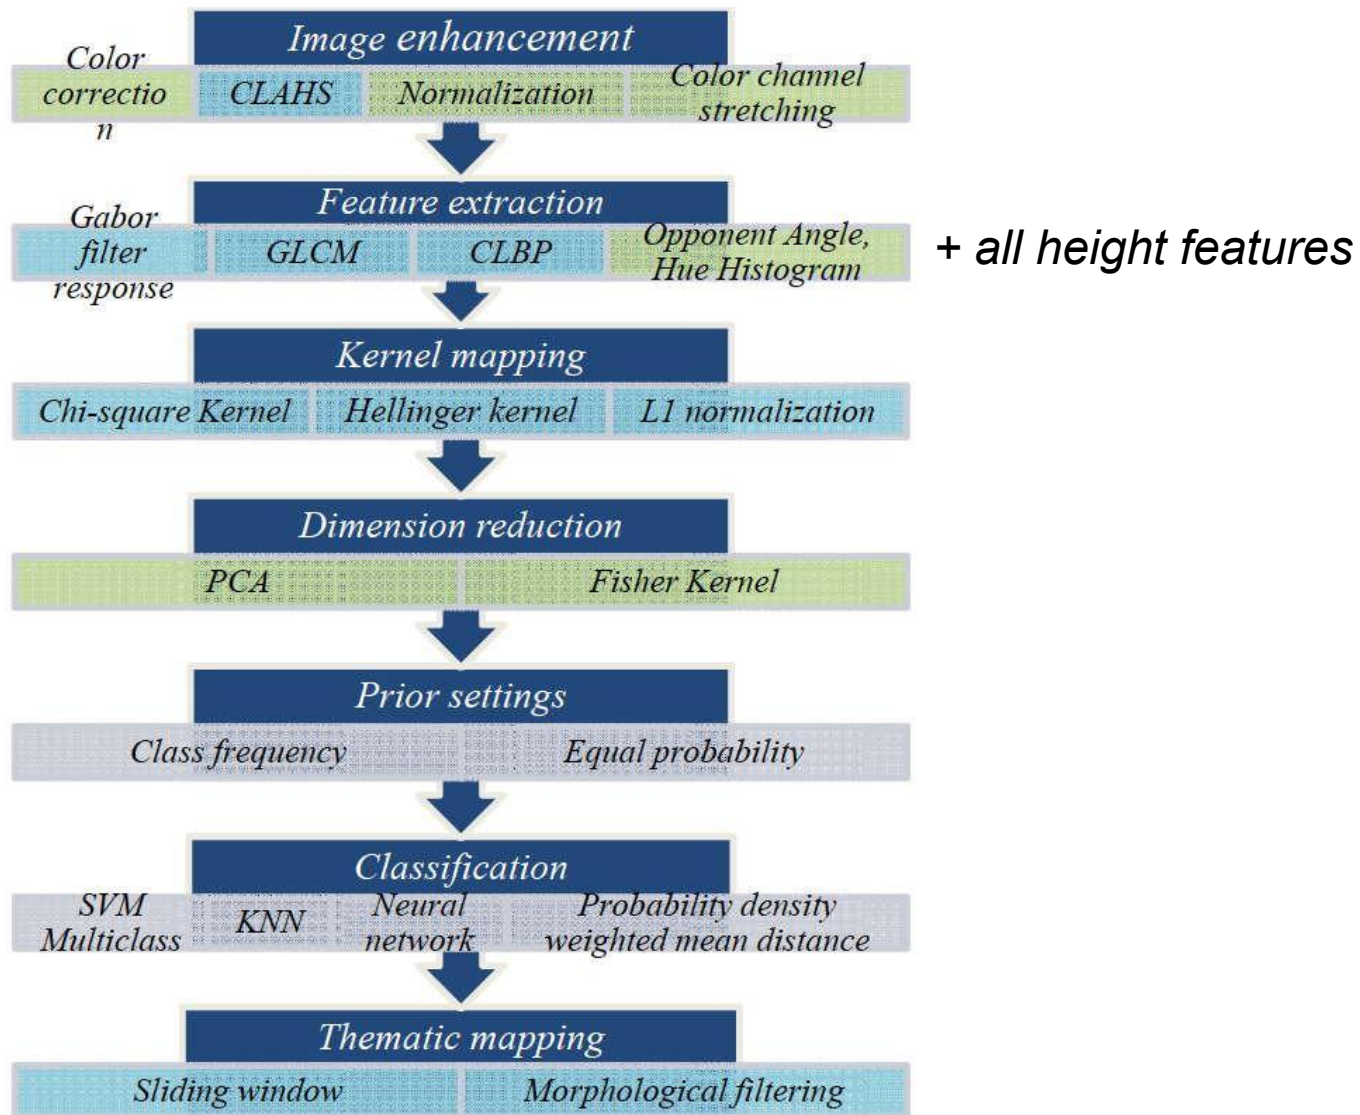 Image enhancement
Color
correctio
n
CLAHS
Normalization
Color channel
stretching
Feature extraction
Gabor
filter
response
GLCM
CLBP
Opponent Angle,
Hue Histogram
+ all height features
Kernel mapping
Chi-square Kernel
Hellinger kernel
L1 normalization
Dimension reduction
PCA
Fisher Kernel
Prior settings
Class frequency
Equal probability
Classification
SVM
Multiclass
KNN
Neural
network
Probability density
weighted mean distance
Thematic mapping
Sliding window
Morphological filtering